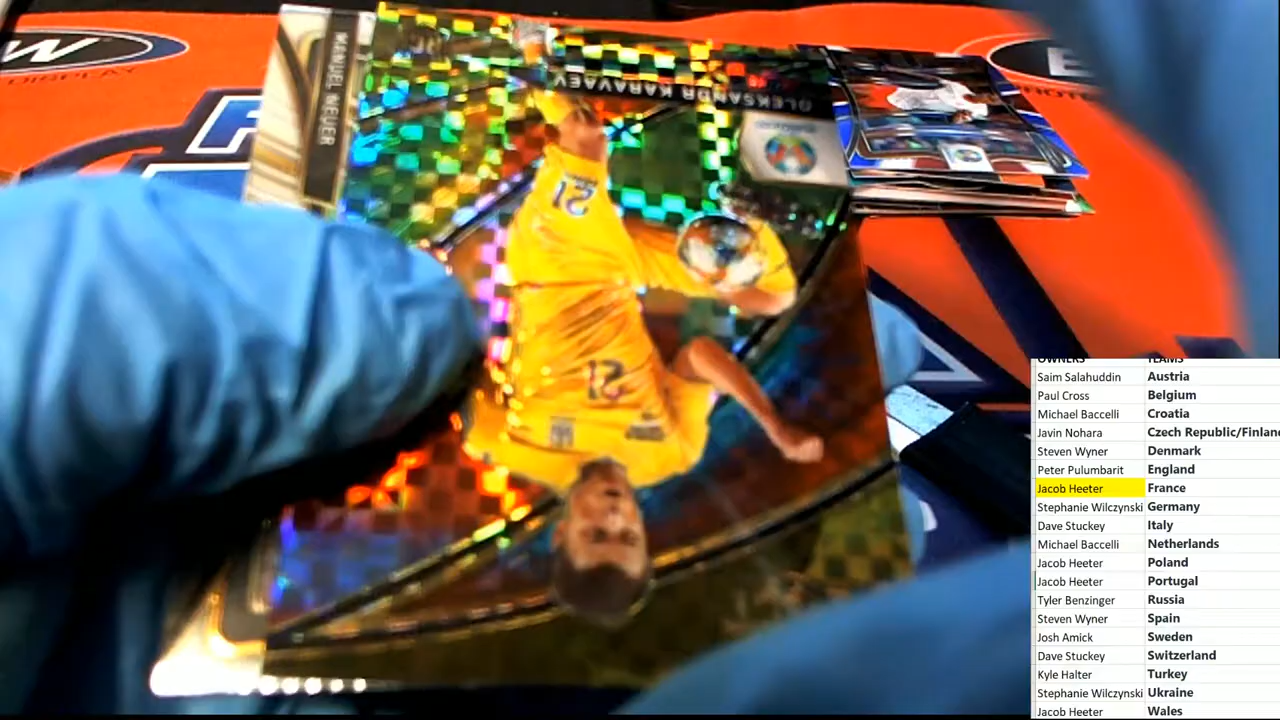 MANUEL NEUER
OLEKSANDR KARAVAEV
21
21
OWNERS TEAMS
Saim Salahuddin Austria
Paul Cross Belgium
Michael Baccelli Croatia
Javin Nohara Czech Republic/Finland
Steven Wyner Denmark
Peter Pulumbarit England
Jacob Heeter France
Stephanie Wilczynski Germany
Dave Stuckey Italy
Michael Baccelli Netherlands
Jacob Heeter Poland
Jacob Heeter Portugal
Tyler Benzinger Russia
Steven Wyner Spain
Josh Amick Sweden
Dave Stuckey Switzerland
Kyle Halter Turkey
Stephanie Wilczynski Ukraine
Jacob Heeter Wales